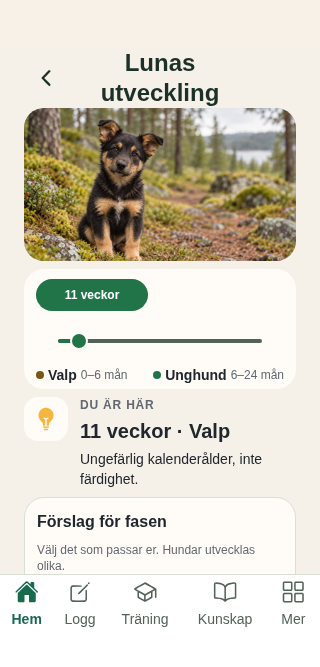 Lunas
utveckling
11 veckor
Valp 0–6 mån Unghund 6–24 mån
DU ÄR HÄR
11 veckor · Valp
Ungefärlig kalenderålder, inte
färdighet.
Förslag för fasen
Välj det som passar er. Hundar utvecklas
olika.
Hem Logg Träning Kunskap Mer